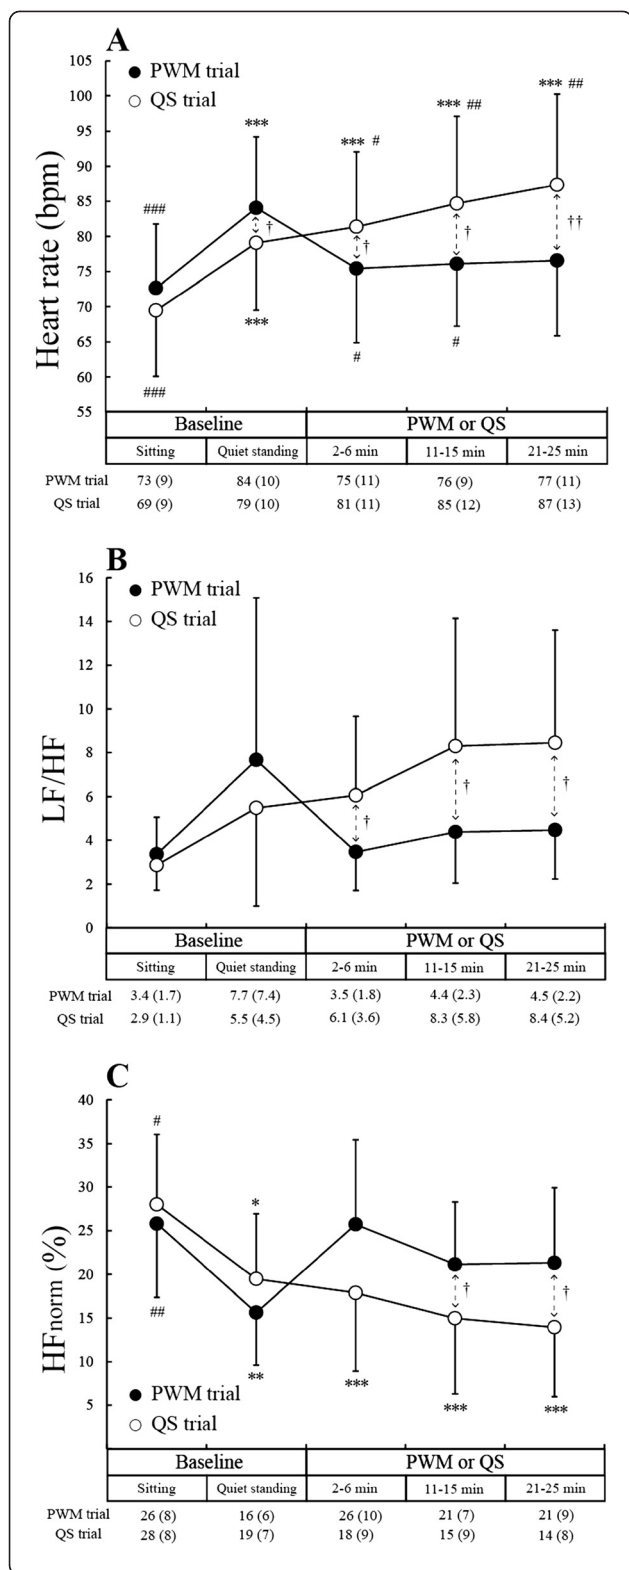 A
105
● PWM trial
100
○ QS trial
*** ##
*** ##
95
***
*** #
90
###
85
†
80
†
†
††
75
70
***
65
#
#
60
###
55
Heart rate (bpm)
Baseline PWM or QS
Sitting Quiet standing 2-6 min 11-15 min 21-25 min
PWM trial 73 (9) 84 (10) 75 (11) 76 (9) 77 (11)
QS trial 69 (9) 79 (10) 81 (11) 85 (12) 87 (13)
B
16
● PWM trial
14
○ QS trial
12
10
8
†
†
6
†
4
2
0
LF/HF
Baseline PWM or QS
Sitting Quiet standing 2-6 min 11-15 min 21-25 min
PWM trial 3.4 (1.7) 7.7 (7.4) 3.5 (1.8) 4.4 (2.3) 4.5 (2.2)
QS trial 2.9 (1.1) 5.5 (4.5) 6.1 (3.6) 8.3 (5.8) 8.4 (5.2)
C
40
#
35
30
*
25
20
†
†
15
##
10
** *** *** ***
5
HFnorm (%)
● PWM trial
○ QS trial
Baseline PWM or QS
Sitting Quiet standing 2-6 min 11-15 min 21-25 min
PWM trial 26 (8) 16 (6) 26 (10) 21 (7) 21 (9)
QS trial 28 (8) 19 (7) 18 (9) 15 (9) 14 (8)